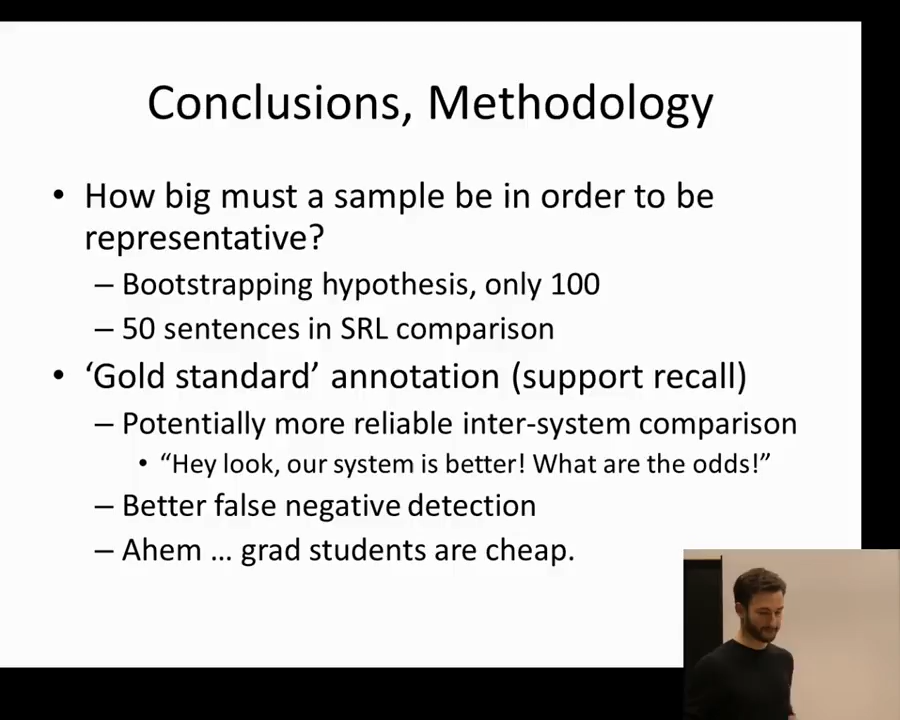 Conclusions, Methodology
• How big must a sample be in order to be
representative?
– Bootstrapping hypothesis, only 100
– 50 sentences in SRL comparison
• ‘Gold standard’ annotation (support recall)
– Potentially more reliable inter-system comparison
• “Hey look, our system is better! What are the odds!”
– Better false negative detection
– Ahem … grad students are cheap.